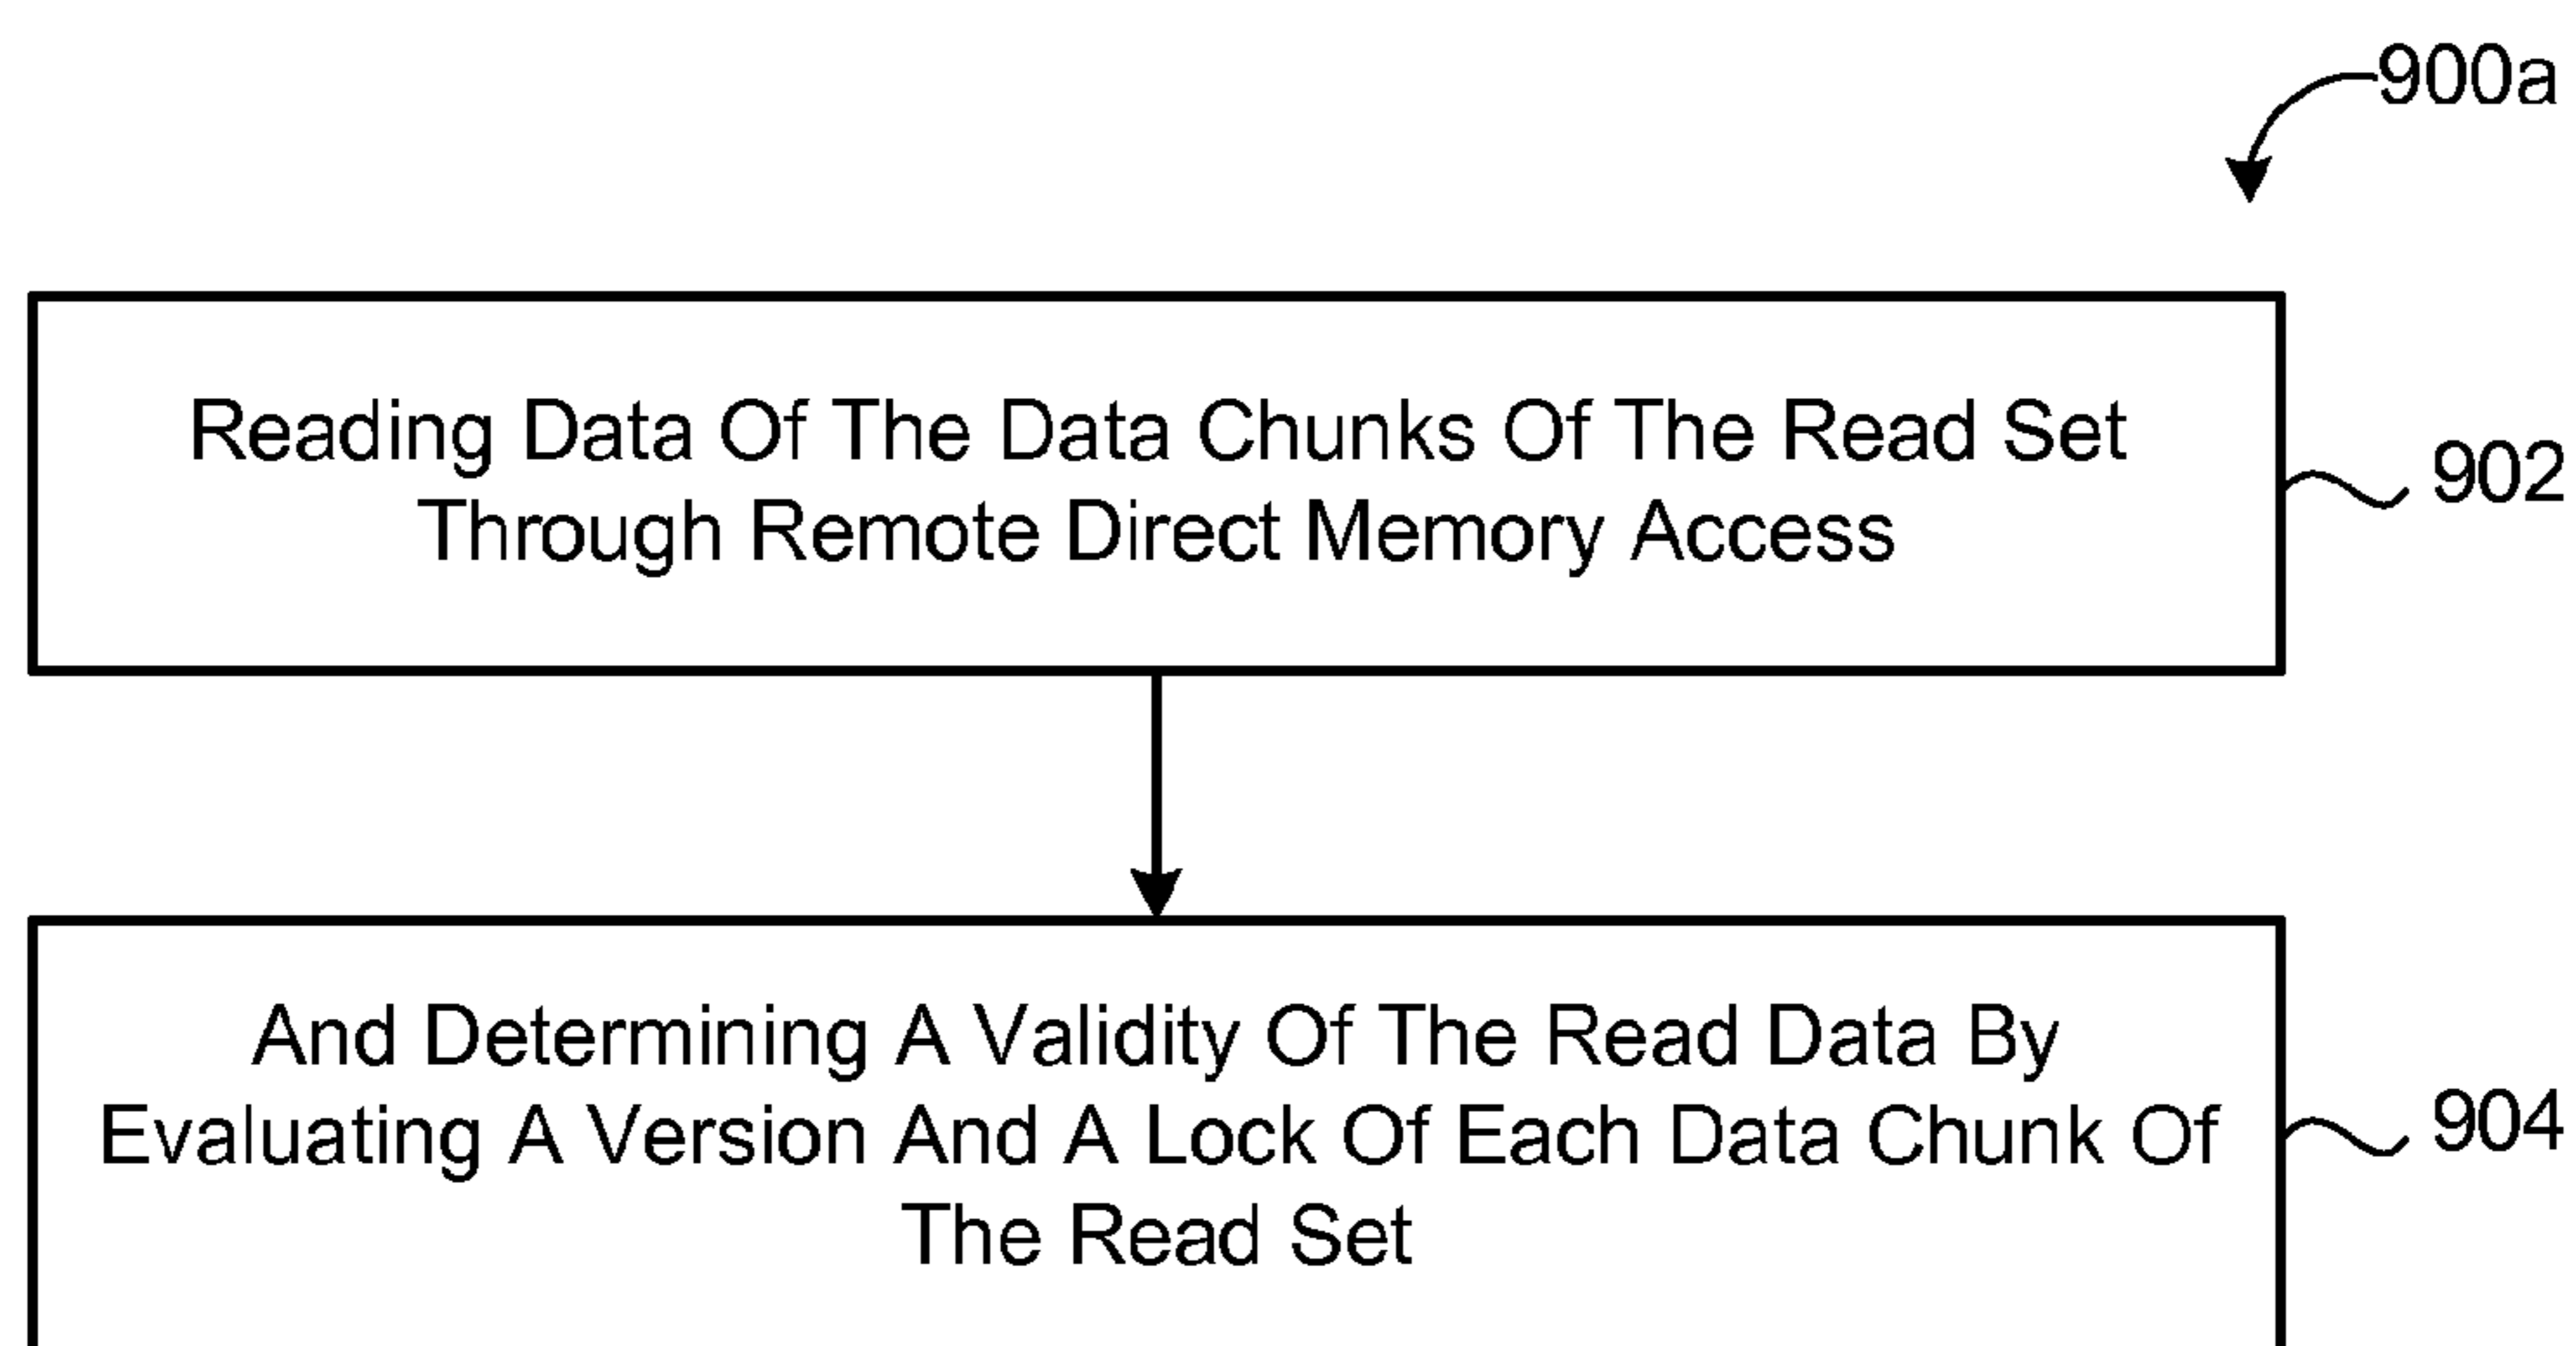 900a
Reading Data Of The Data Chunks Of The Read Set
Through Remote Direct Memory Access
902
And Determining A Validity Of The Read Data By
Evaluating A Version And A Lock Of Each Data Chunk Of
The Read Set
904